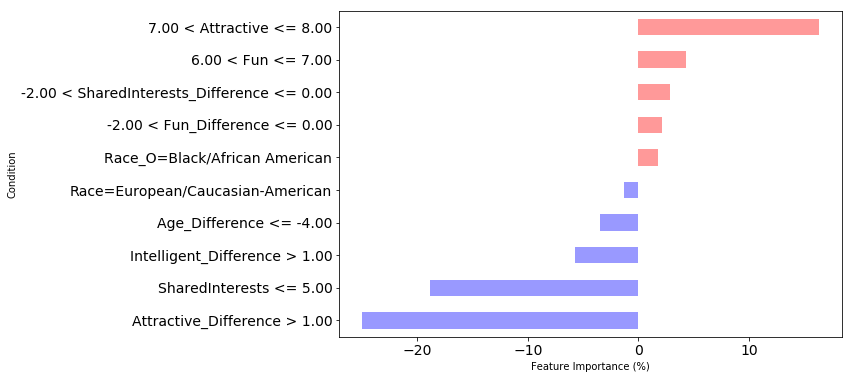 7.00 < Attractive <= 8.00
6.00 < Fun <= 7.00
-2.00 < SharedInterests_Difference <= 0.00
-2.00 < Fun_Difference <= 0.00
Race_O=Black/African American
Race=European/Caucasian-American
Age_Difference <= -4.00
Intelligent_Difference > 1.00
SharedInterests <= 5.00
Attractive_Difference > 1.00
Condition
−20 −10 0 10
Feature Importance (%)